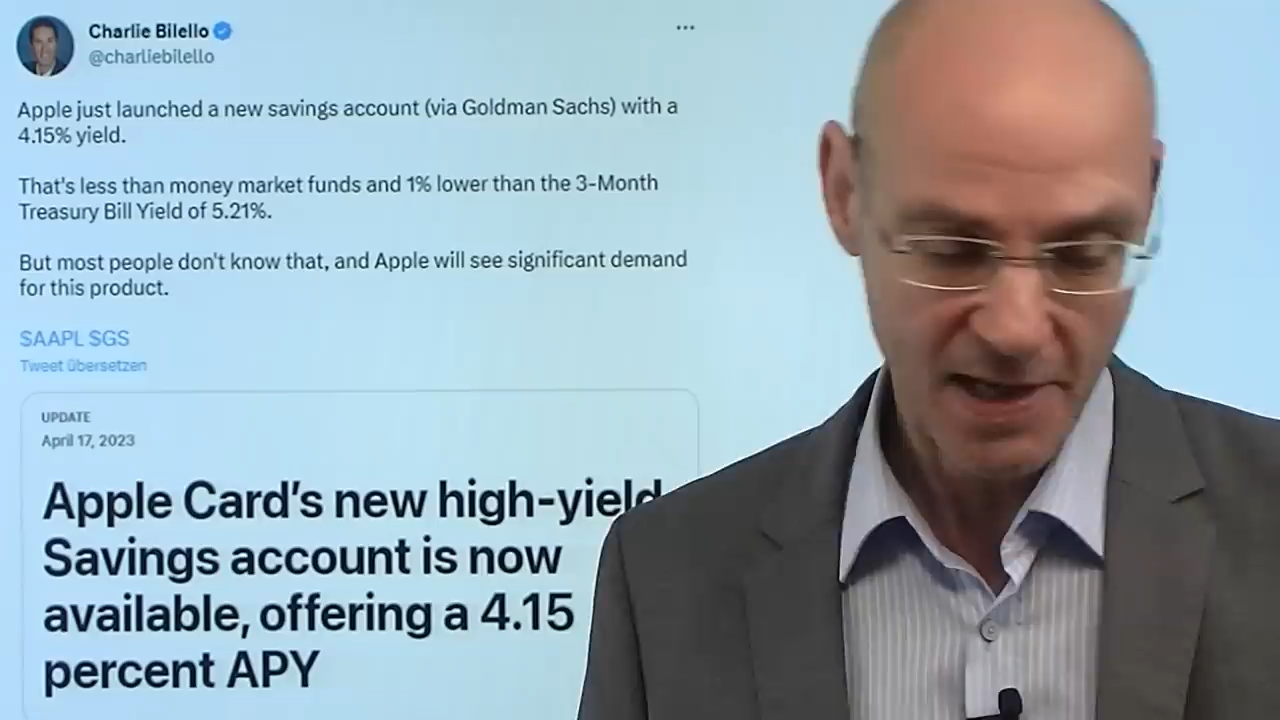 Charlie Bilello
@charliebilello
Apple just launched a new savings account (via Goldman Sachs) with a
4.15% yield.
That's less than money market funds and 1% lower than the 3-Month
Treasury Bill Yield of 5.21%.
But most people don't know that, and Apple will see significant demand
for this product.
$AAPL $GS
Tweet übersetzen
UPDATE
April 17, 2023
Apple Card's new high-yield
Savings account is now
available, offering a 4.15
percent APY